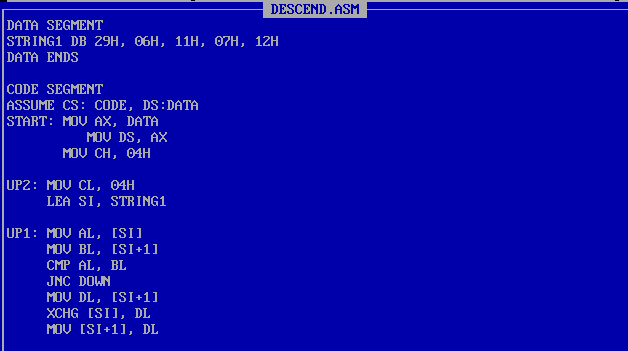 DESCEND.ASM
DATA SEGMENT
STRING1 DB 29H, 06H, 11H, 07H, 12H
DATA ENDS
CODE SEGMENT
ASSUME CS: CODE, DS:DATA
START: MOV AX, DATA
MOV DS, AX
MOV CH, 04H
UP2: MOV CL, 04H
LEA SI, STRING1
UP1: MOV AL, [SI]
MOV BL, [SI+1]
CMP AL, BL
JNC DOWN
MOV DL, [SI+1]
XCHG [SI], DL
MOV [SI+1], DL